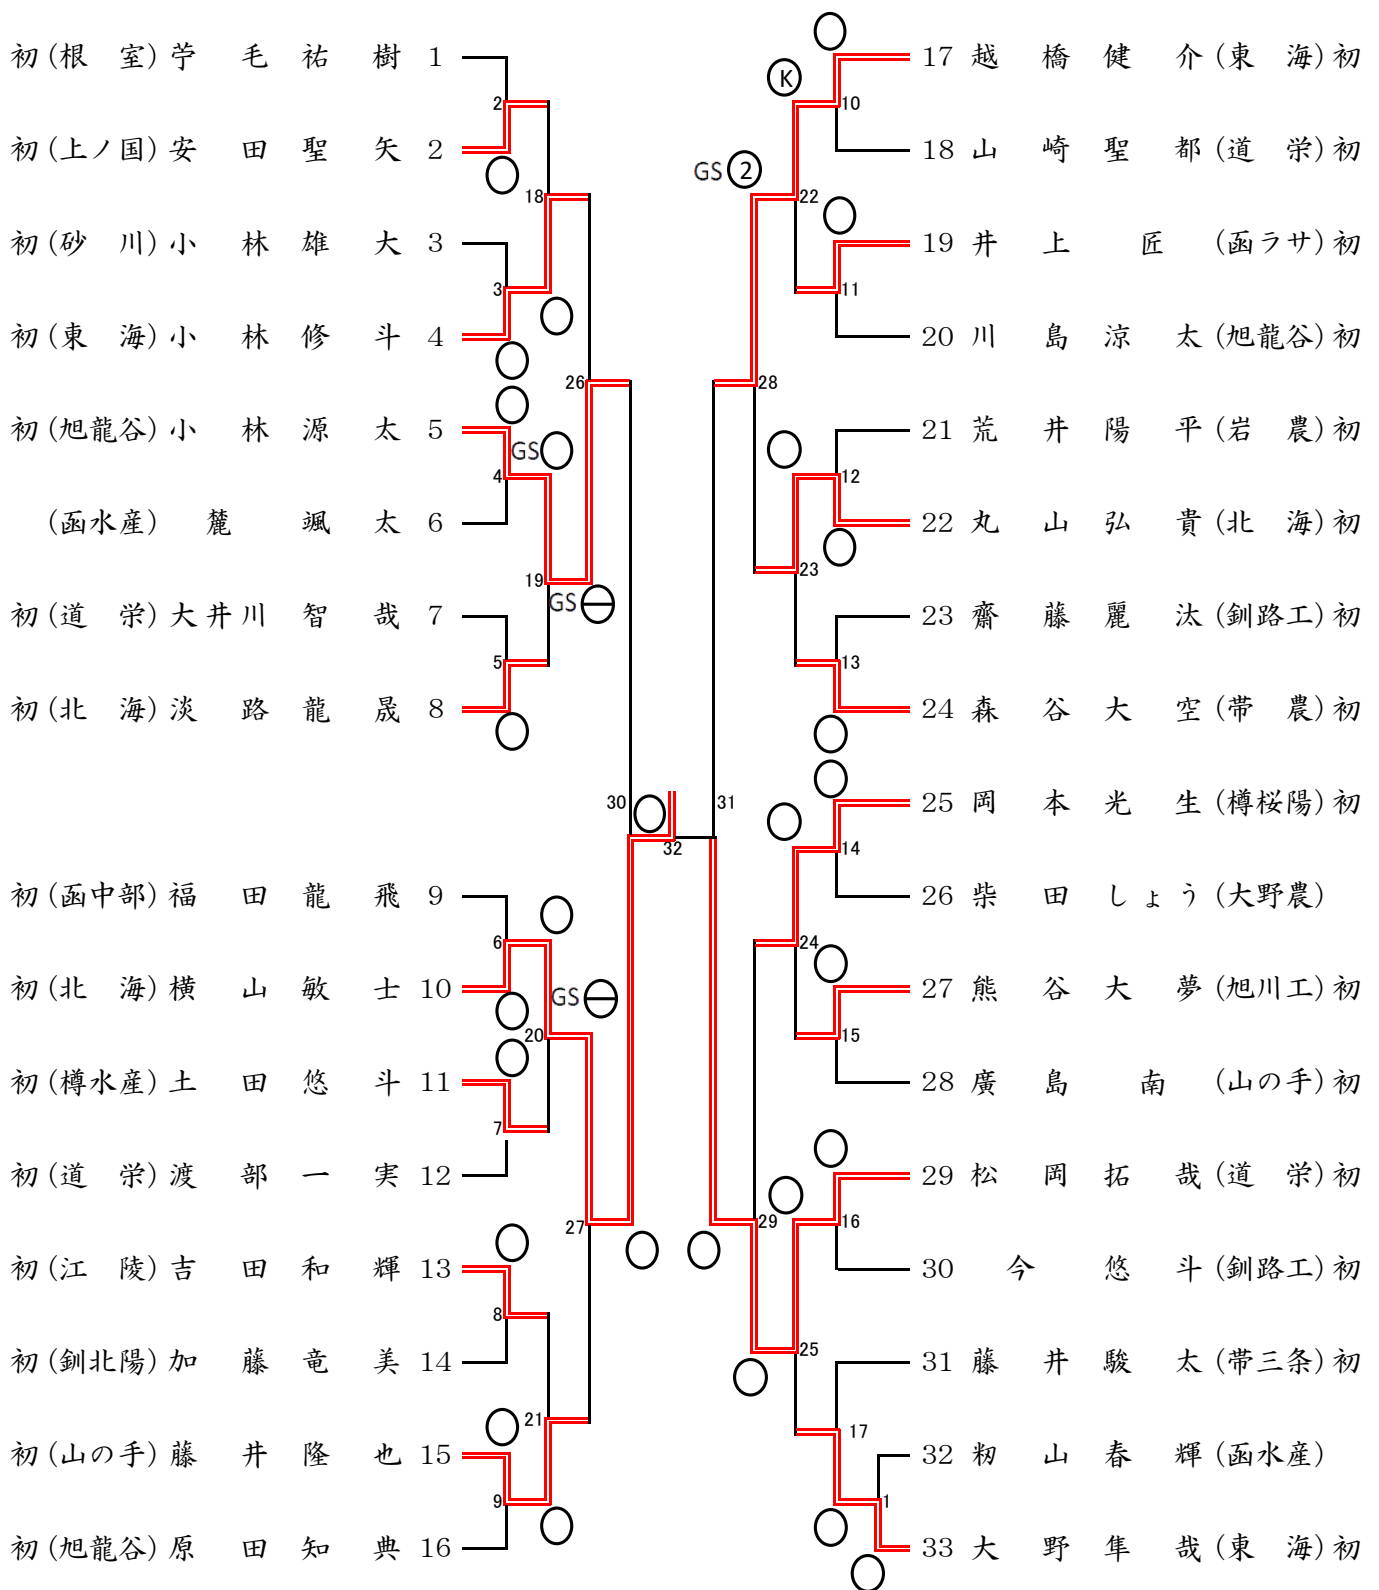 初(根 室)苧 毛 祐 樹 1
2
初(上ノ国)安 田 聖 矢 2
18
初(砂 川)小 林 雄 大 3
3
初(東 海)小 林 修 斗 4
26
初(旭龍谷)小 林 源 太 5
GS
4
(函水産) 麓 颯 太 6
19
GS
初(道 栄)大井川 智 哉 7
5
初(北 海)淡 路 龍 晟 8
30
32
初(函中部)福 田 龍 飛 9
6
初(北 海)横 山 敏 士 10
GS
20
初(樽水産)土 田 悠 斗 11
7
初(道 栄)渡 部 一 実 12
27
初(江 陵)吉 田 和 輝 13
8
初(釧北陽)加 藤 竜 美 14
21
初(山の手)藤 井 隆 也 15
9
初(旭龍谷)原 田 知 典 16
17 越 橋 健 介(東 海)初
K
10
18 山 崎 聖 都(道 栄)初
GS 2
22
19 井 上 匠 (函ラサ)初
11
20 川 島 涼 太(旭龍谷)初
28
21 荒 井 陽 平(岩 農)初
12
22 丸 山 弘 貴(北 海)初
23
23 齋 藤 麗 汰(釧路工)初
13
24 森 谷 大 空(帯 農)初
31
25 岡 本 光 生(樽桜陽)初
14
26 柴 田 しょう(大野農)
24
27 熊 谷 大 夢(旭川工)初
15
28 廣 島 南 (山の手)初
29 松 岡 拓 哉(道 栄)初
29
16
30 今 悠 斗(釧路工)初
25
31 藤 井 駿 太(帯三条)初
17
32 籾 山 春 輝(函水産)
1
33 大 野 隼 哉(東 海)初